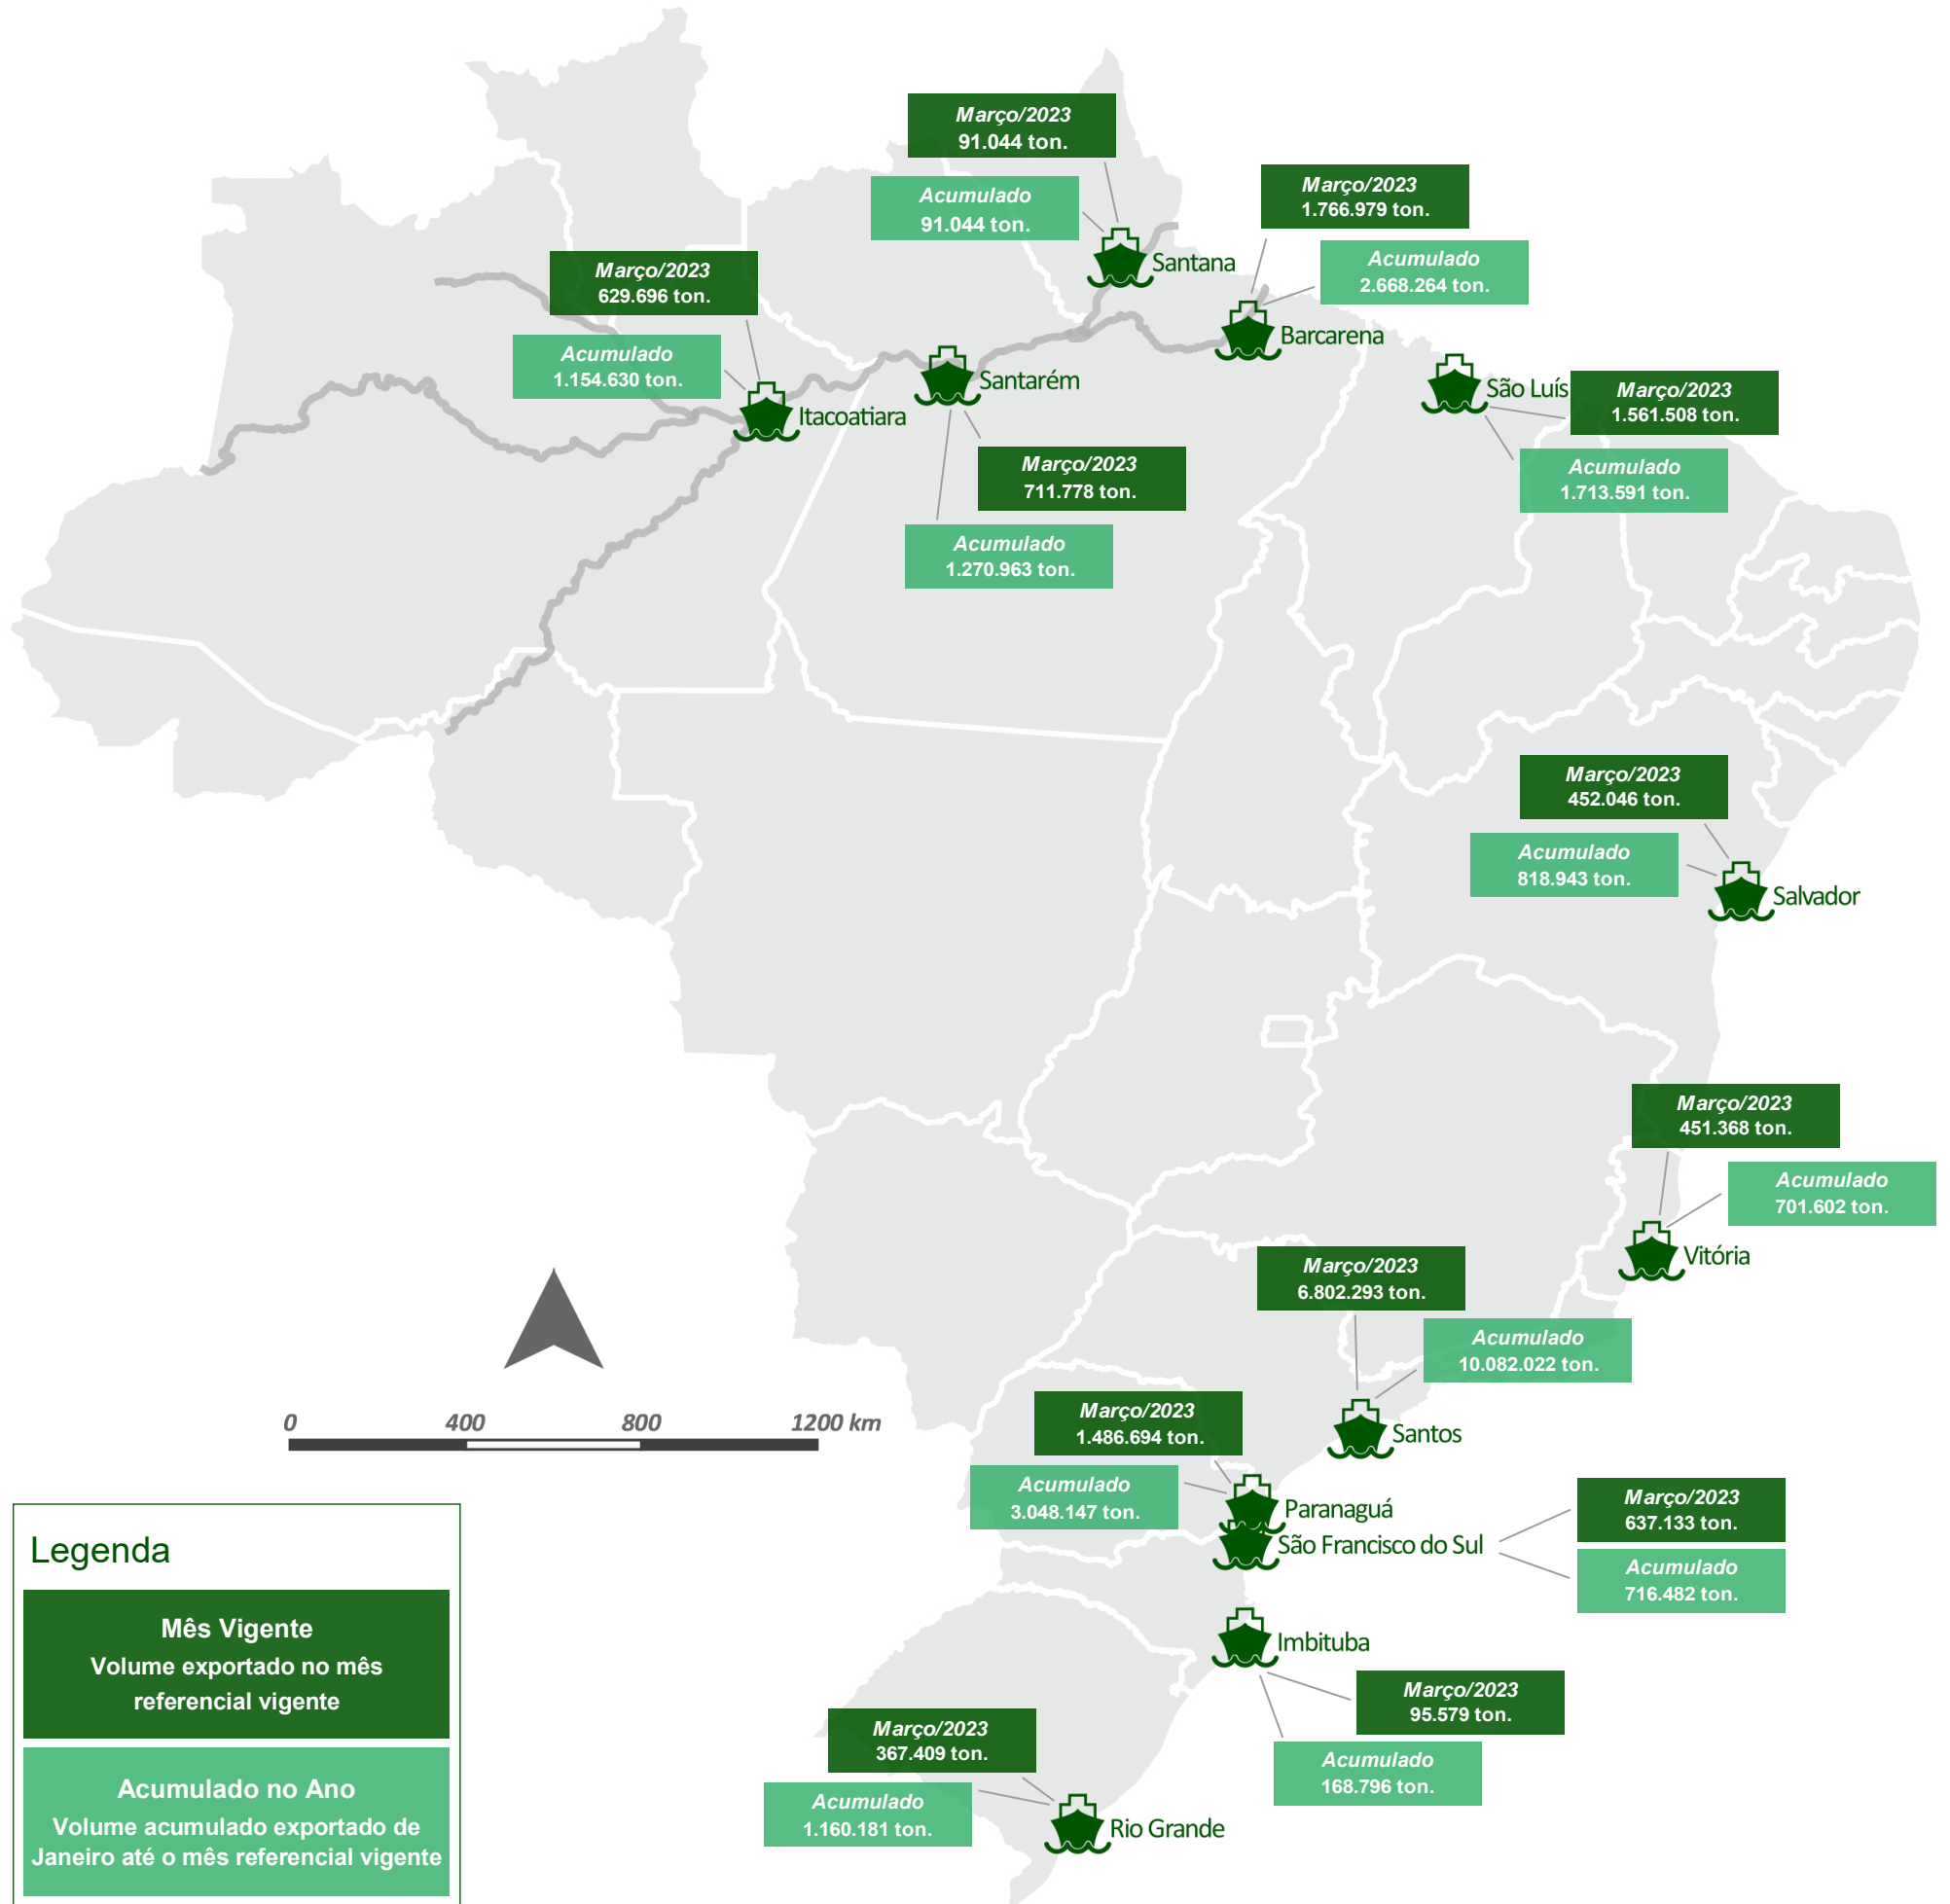 Março/2023
91.044 ton.
Acumulado
91.044 ton.
Santana
Março/2023
1.766.979 ton.
Acumulado
2.668.264 ton.
Barcarena
Março/2023
629.696 ton.
Acumulado
1.154.630 ton.
Itacoatiara
Santarém
Março/2023
711.778 ton.
Acumulado
1.270.963 ton.
São Luís
Março/2023
1.561.508 ton.
Acumulado
1.713.591 ton.
Março/2023
452.046 ton.
Acumulado
818.943 ton.
Salvador
Março/2023
451.368 ton.
Acumulado
701.602 ton.
Vitória
Março/2023
6.802.293 ton.
Acumulado
10.082.022 ton.
Santos
Março/2023
1.486.694 ton.
Acumulado
3.048.147 ton.
Paranaguá
São Francisco do Sul
Março/2023
637.133 ton.
Acumulado
716.482 ton.
Imbituba
Março/2023
95.579 ton.
Acumulado
168.796 ton.
Março/2023
367.409 ton.
Acumulado
1.160.181 ton.
Rio Grande
0 400 800 1200 km
Legenda
Mês Vigente
Volume exportado no mês
referencial vigente
Acumulado no Ano
Volume acumulado exportado de
Janeiro até o mês referencial vigente